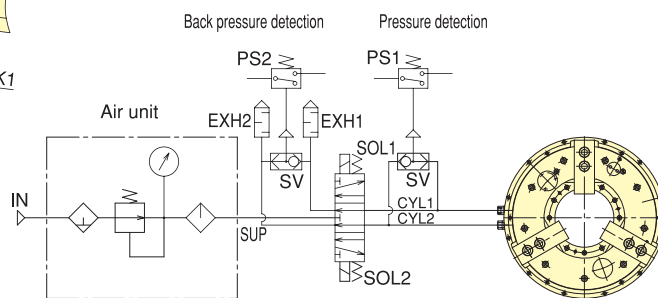 Back pressure detection
Pressure detection
PS2
PS1
K1
Air unit
EXH2
EXH1
SOL1
SV
SV
IN
CYL1
CYL2
SUP
SOL2